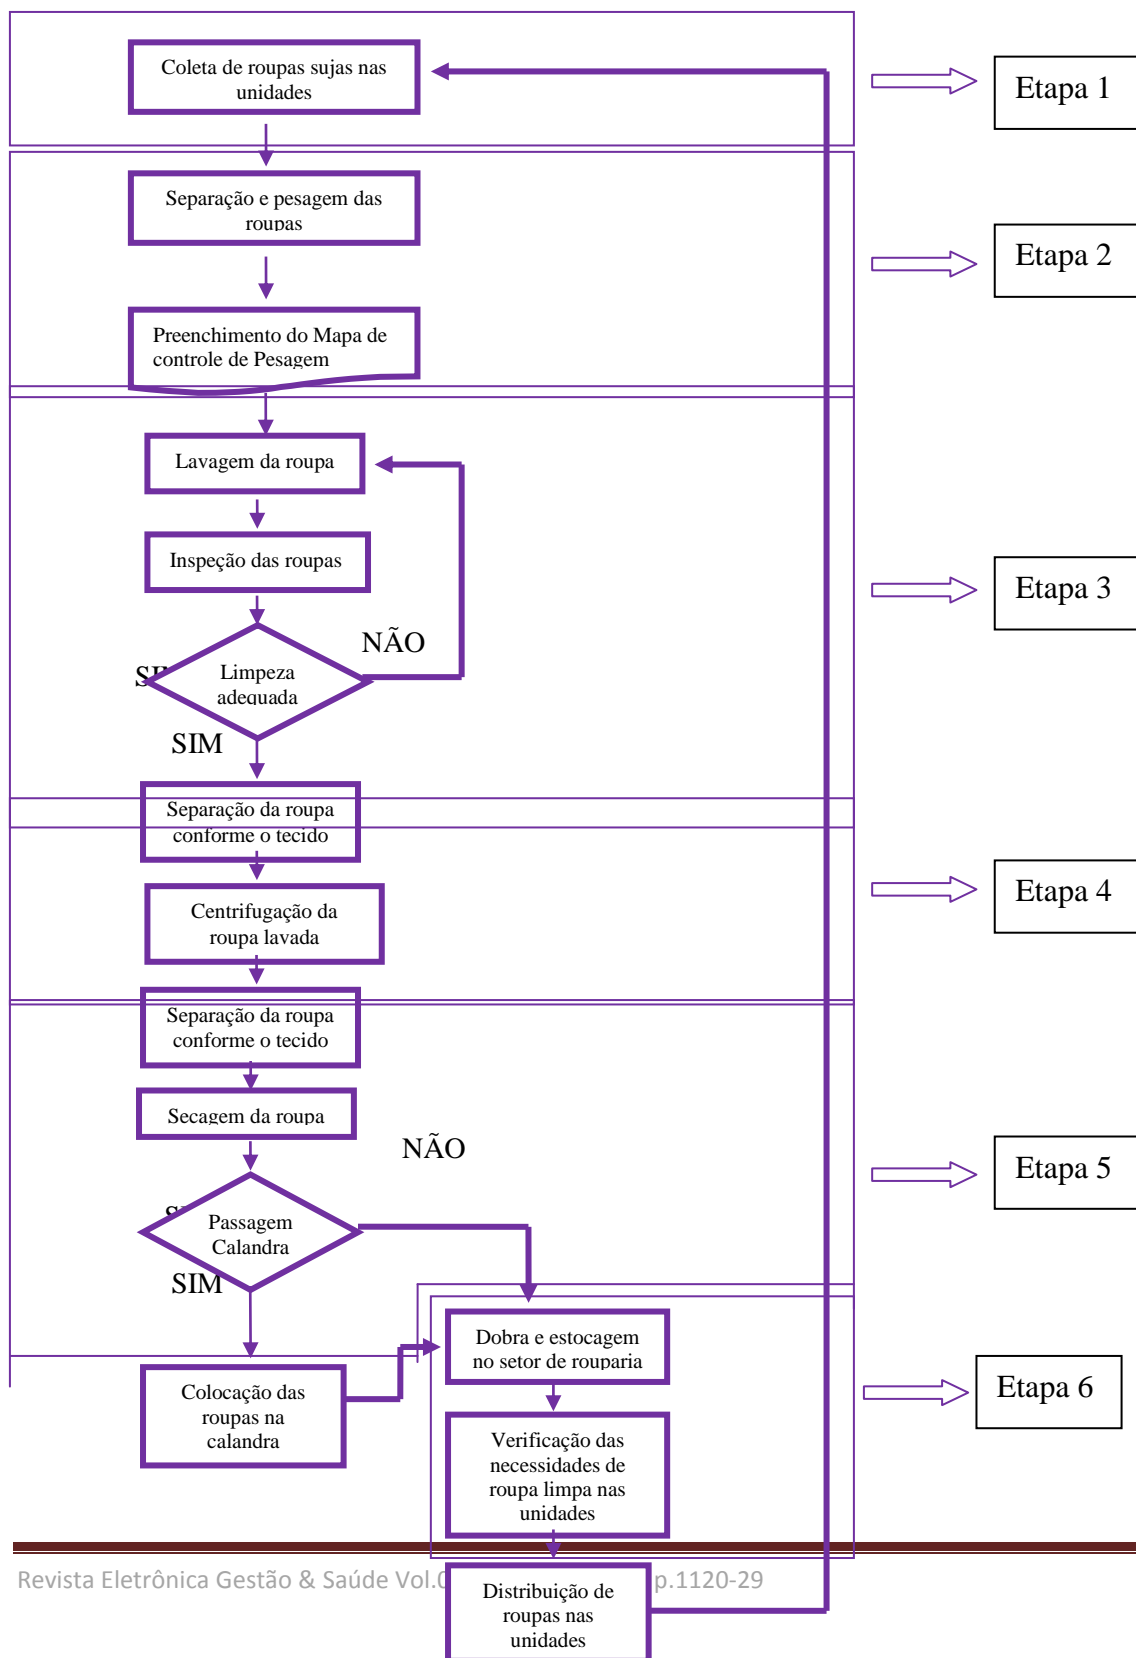 Coleta de roupas sujas nas
unidades
Etapa 1
Separação e pesagem das
roupas
Etapa 2
Preenchimento do Mapa de
controle de Pesagem
Lavagem da roupa
Inspeção das roupas
Etapa 3
NÃO
Limpeza
adequada
SIM
Separação da roupa
conforme o tecido
Etapa 4
Centrifugação da
roupa lavada
Separação da roupa
conforme o tecido
Secagem da roupa
NÃO
Etapa 5
Passagem
Calandra
SIM
Dobra e estocagem
no setor de rouparia
Etapa 6
Colocação das
roupas na
calandra
Verificação das
necessidades de
roupa limpa nas
unidades
Revista Eletrônica Gestão & Saúde p.1120-29
Distribuição de
roupas nas
unidades